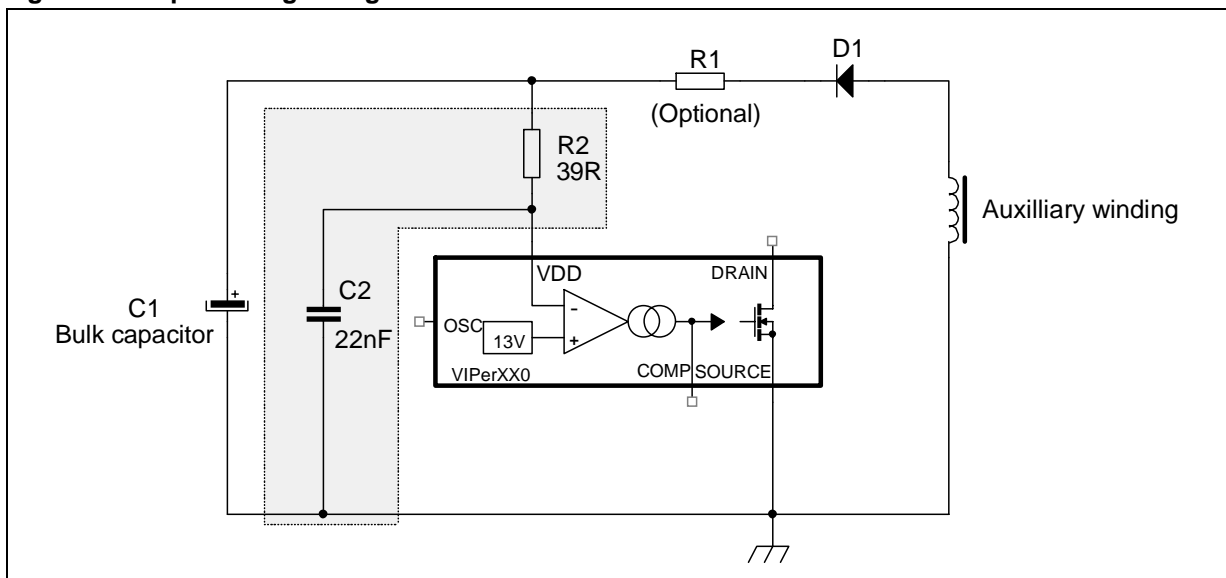 D1
R1
(Optional)
R2
39R
Auxilliary winding
VDD
DRAIN
C2
22nF
C1
+
Bulk capacitor
OSC
13V
-
+
VIPerXX0
COMP
SOURCE